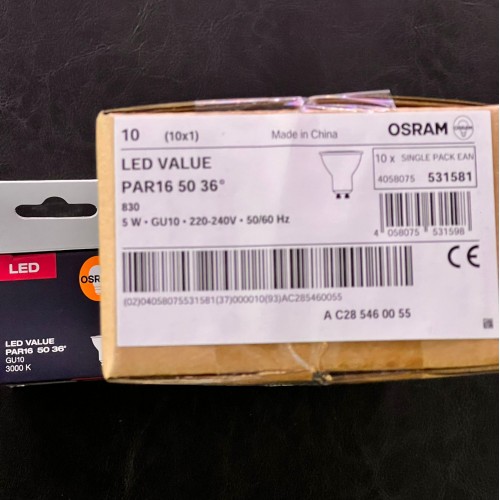 10 (10x1) Made in China OSRAM
LED VALUE
PAR16 50 36°
830
5 W • GU10 • 220-240V • 50/60 Hz
10 x SINGLE PACK EAN
4058075 531581
4 058075 531598
CE
(02)04058075531581(37)000010(93)AC285460055
A C28 546 00 55
LED
OSR
LED VALUE
PAR16 50 36°
GU10
3000 K